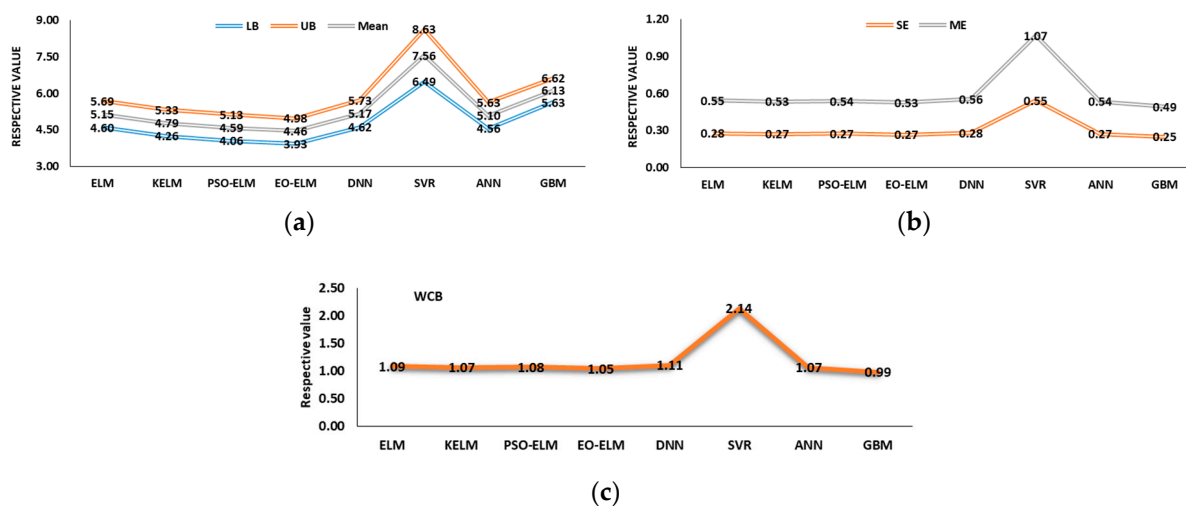 LB UB Mean
RESPECTIVE VALUE
9.00
7.50
6.00
4.50
3.00
5.69 5.33 5.13 4.98 5.73 8.63 5.63 6.62
5.15 4.79 4.59 4.46 5.17 7.56 5.10 6.13
4.60 4.26 4.06 3.93 4.62 6.49 4.56 5.63
ELM KELM PSO-ELM EO-ELM DNN SVR ANN GBM
(a)
SE ME
RESPECTIVE VALUE
1.20
0.90
0.60
0.30
0.00
0.55 0.53 0.54 0.53 0.56 1.07 0.54 0.49
0.28 0.27 0.27 0.27 0.28 0.55 0.27 0.25
ELM KELM PSO-ELM EO-ELM DNN SVR ANN GBM
(b)
WCB
Respective value
2.50
2.00
1.50
1.00
0.50
0.00
1.09 1.07 1.08 1.05 1.11 2.14 1.07 0.99
ELM KELM PSO-ELM EO-ELM DNN SVR ANN GBM
(c)